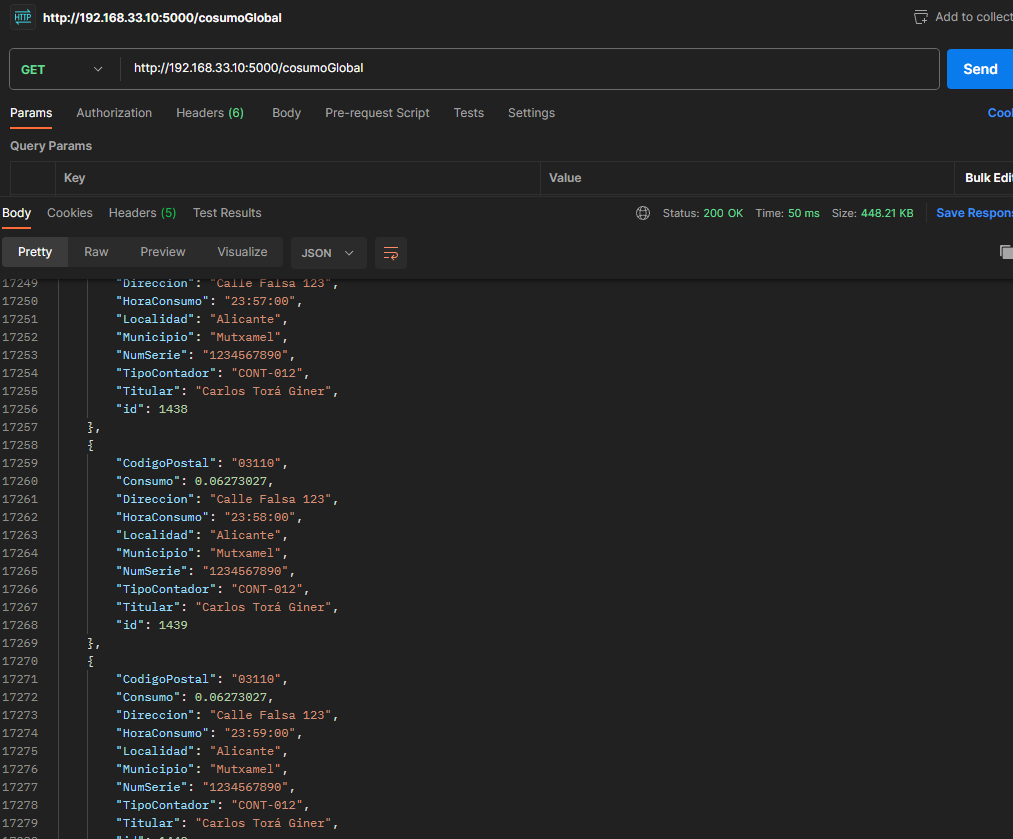 HTTP http://192.168.33.10:5000/cosumoGlobal Add to collect
GET http://192.168.33.10:5000/cosumoGlobal Send
Params Authorization Headers (6) Body Pre-request Script Tests Settings Cool
Query Params
Key Value Bulk Edit
Body Cookies Headers (5) Test Results Status: 200 OK Time: 50 ms Size: 448.21 KB Save Respons
Pretty Raw Preview Visualize JSON
17249 "Direccion": "Calle Falsa 123",
17250 "HoraConsumo": "23:57:00",
17251 "Localidad": "Alicante",
17252 "Municipio": "Mutxamel",
17253 "NumSerie": "1234567890",
17254 "TipoContador": "CONT-012",
17255 "Titular": "Carlos Torá Giner",
17256 "id": 1438
17257 },
17258 {
17259 "CodigoPostal": "03110",
17260 "Consumo": 0.06273027,
17261 "Direccion": "Calle Falsa 123",
17262 "HoraConsumo": "23:58:00",
17263 "Localidad": "Alicante",
17264 "Municipio": "Mutxamel",
17265 "NumSerie": "1234567890",
17266 "TipoContador": "CONT-012",
17267 "Titular": "Carlos Torá Giner",
17268 "id": 1439
17269 },
17270 {
17271 "CodigoPostal": "03110",
17272 "Consumo": 0.06273027,
17273 "Direccion": "Calle Falsa 123",
17274 "HoraConsumo": "23:59:00",
17275 "Localidad": "Alicante",
17276 "Municipio": "Mutxamel",
17277 "NumSerie": "1234567890",
17278 "TipoContador": "CONT-012",
17279 "Titular": "Carlos Torá Giner",